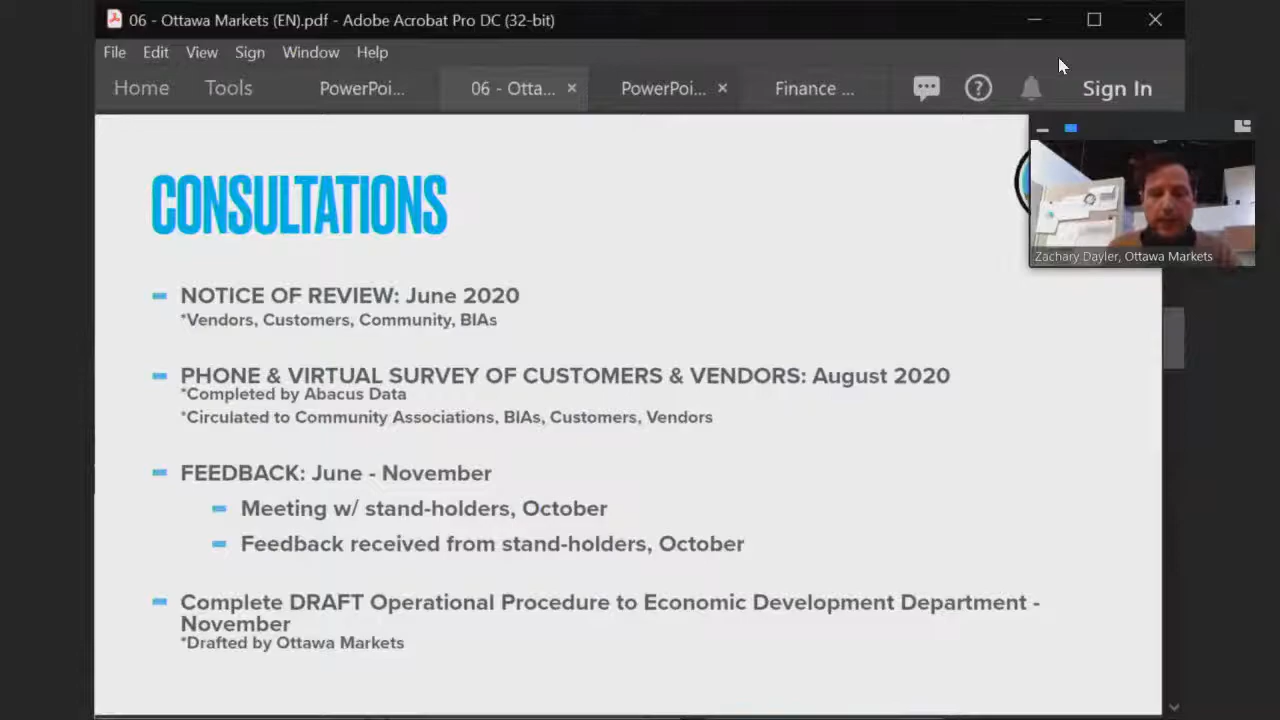 06 - Ottawa Markets (EN).pdf - Adobe Acrobat Pro DC (32-bit)
File Edit View Sign Window Help
Home Tools PowerPoi... 06 - Otta... × PowerPoi... × Finance ... Sign In
CONSULTATIONS
Zachary Dayler, Ottawa Markets
NOTICE OF REVIEW: June 2020
*Vendors, Customers, Community, BIAs
PHONE & VIRTUAL SURVEY OF CUSTOMERS & VENDORS: August 2020
*Completed by Abacus Data
*Circulated to Community Associations, BIAs, Customers, Vendors
FEEDBACK: June - November
Meeting w/ stand-holders, October
Feedback received from stand-holders, October
Complete DRAFT Operational Procedure to Economic Development Department -
November
*Drafted by Ottawa Markets